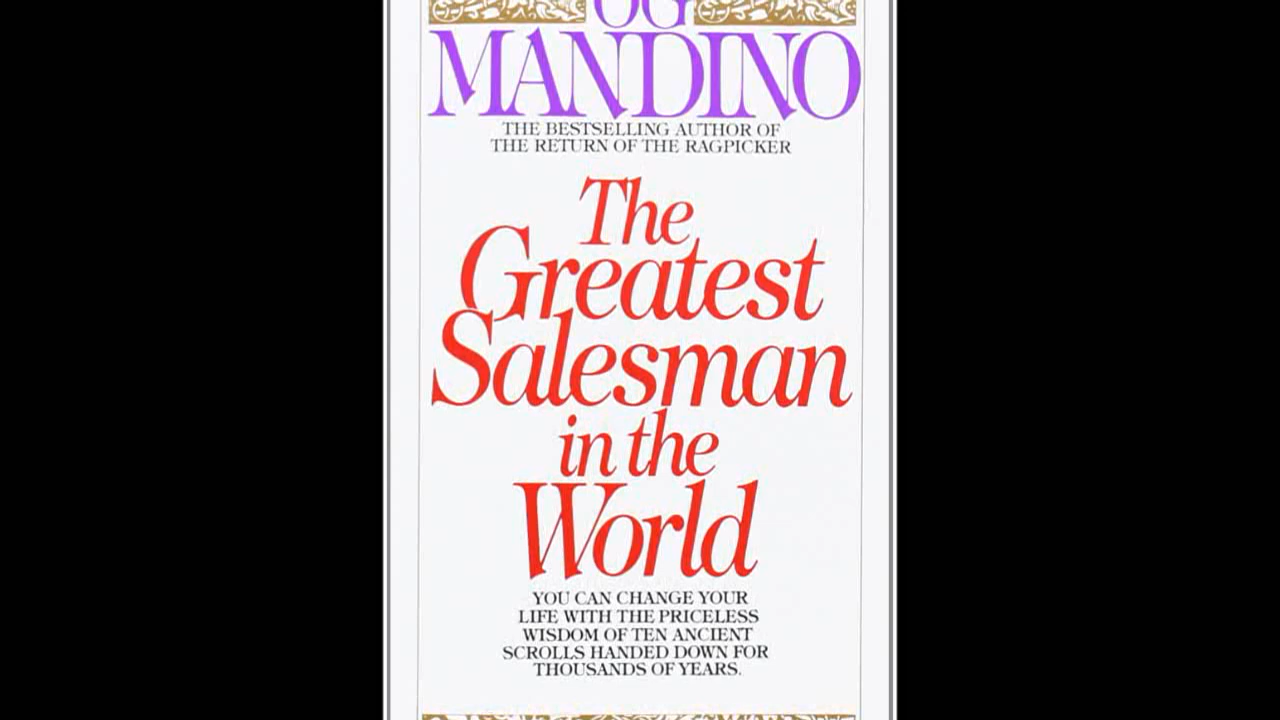 OG
MANDINO
THE BESTSELLING AUTHOR OF
THE RETURN OF THE RAGPICKER
The
Greatest
Salesman
in the
World
YOU CAN CHANGE YOUR
LIFE WITH THE PRICELESS
WISDOM OF TEN ANCIENT
SCROLLS HANDED DOWN FOR
THOUSANDS OF YEARS.